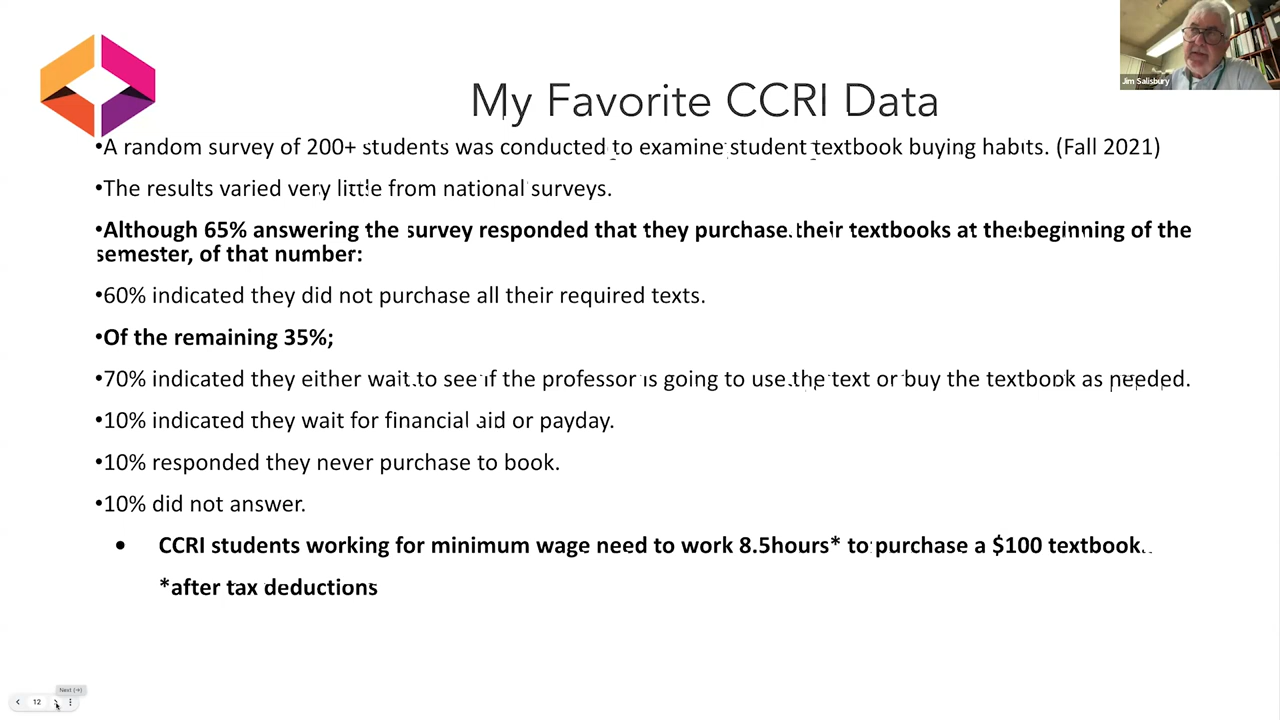 Jim Salisbury
My Favorite CCRI Data
•A random survey of 200+ students was conducted to examine student textbook buying habits. (Fall 2021)
•The results varied very little from national surveys.
•Although 65% answering the survey responded that they purchase their textbooks at the beginning of the
semester, of that number:
•60% indicated they did not purchase all their required texts.
•Of the remaining 35%;
•70% indicated they either wait to see if the professor is going to use the text or buy the textbook as needed.
•10% indicated they wait for financial aid or payday.
•10% responded they never purchase to book.
•10% did not answer.
• CCRI students working for minimum wage need to work 8.5hours* to purchase a $100 textbook.
*after tax deductions
Next (→)
12